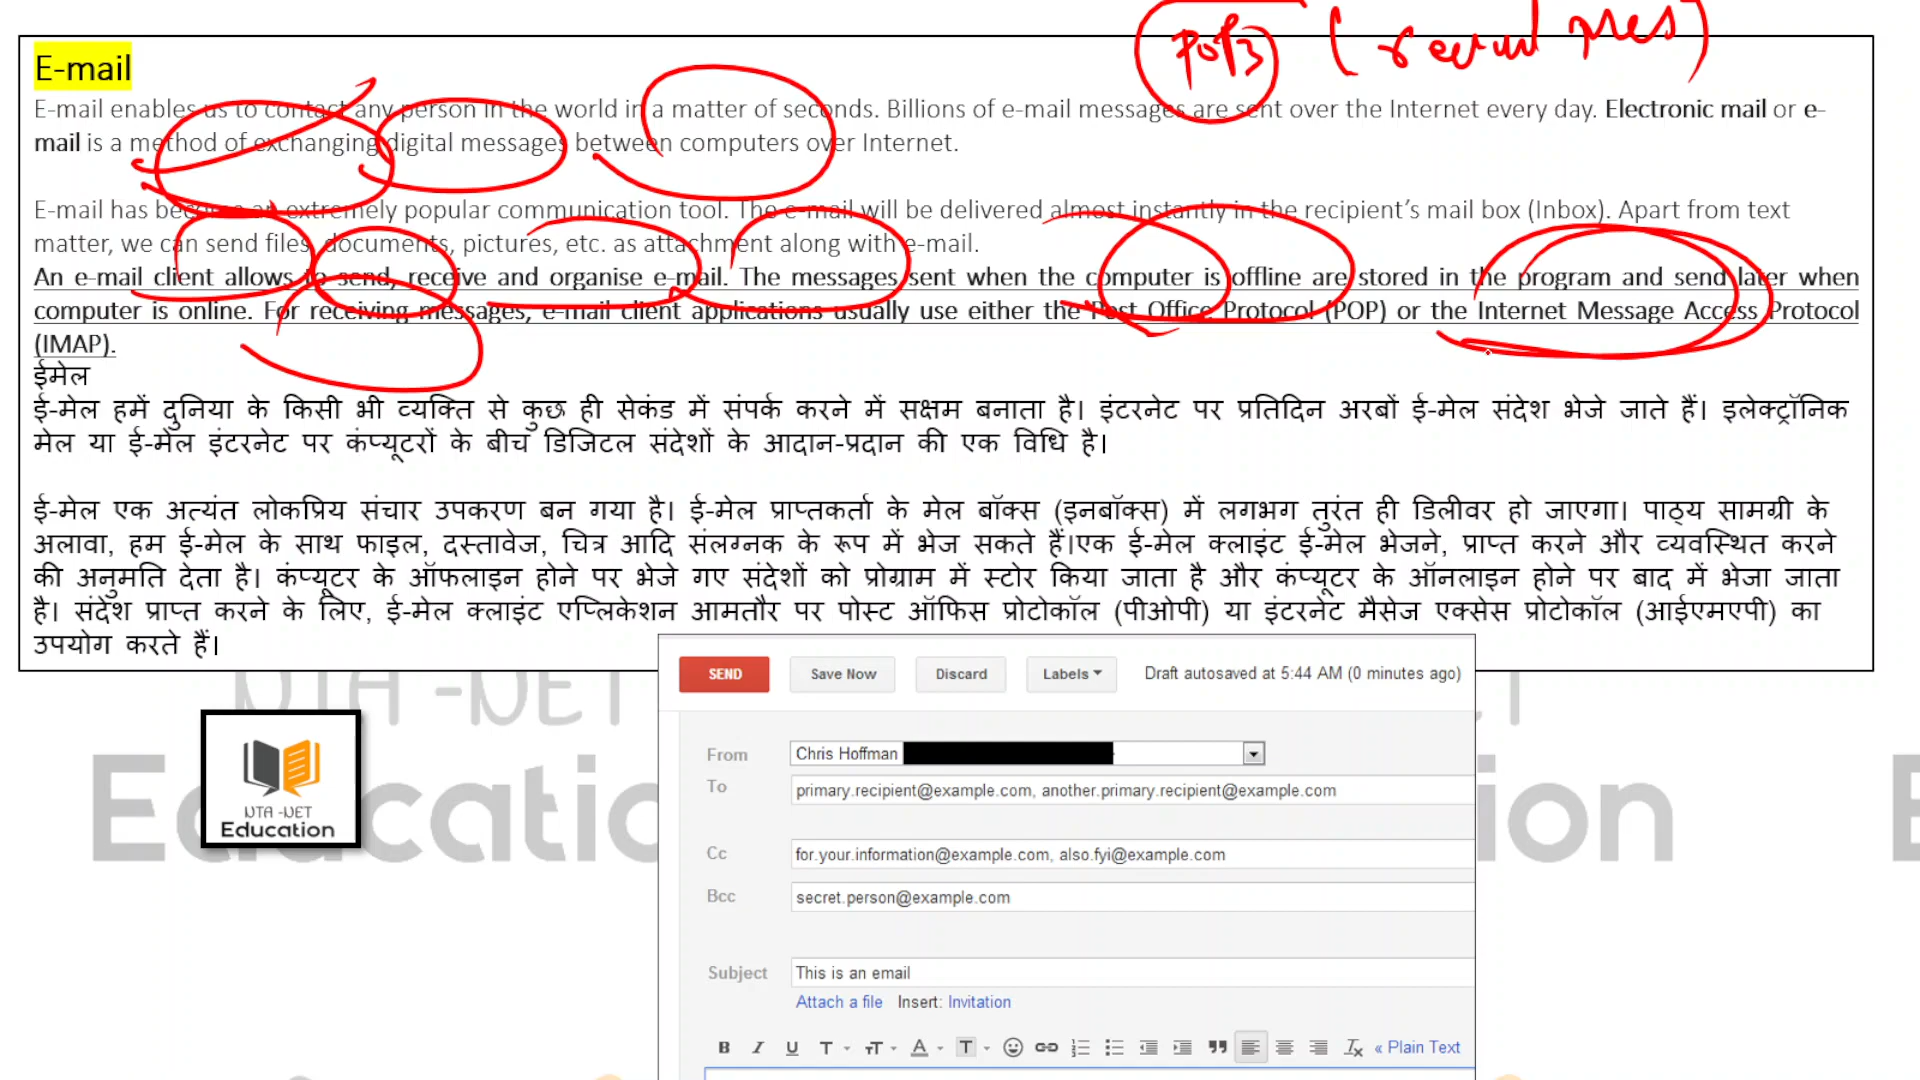 POP3 (
E-mail
E-mail enables us to contact any person in the world in a matter of seconds. Billions of e-mail messages are sent over the Internet every day. Electronic mail or e-
mail is a method of exchanging digital messages between computers over Internet.
E-mail has become an extremely popular communication tool. The e-mail will be delivered almost instantly in the recipient’s mail box (Inbox). Apart from text
matter, we can send files, documents, pictures, etc. as attachment along with e-mail.
An e-mail client allows to send, receive and organise e-mail. The messages sent when the computer is offline are stored in the program and send later when
computer is online. For receiving messages, e-mail client applications usually use either the Post Office Protocol (POP) or the Internet Message Access Protocol
(IMAP).
ईमेल
ई-मेल हमें दुनिया के किसी भी व्यक्ति से कुछ ही सेकंड में संपर्क करने में सक्षम बनाता है। इंटरनेट पर प्रतिदिन अरबों ई-मेल संदेश भेजे जाते हैं। इलेक्ट्रॉनिक
मेल या ई-मेल इंटरनेट पर कंप्यूटरों के बीच डिजिटल संदेशों के आदान-प्रदान की एक विधि है।
ई-मेल एक अत्यंत लोकप्रिय संचार उपकरण बन गया है। ई-मेल प्राप्तकर्ता के मेल बॉक्स (इनबॉक्स) में लगभग तुरंत ही डिलीवर हो जाएगा। पाठ्य सामग्री के
अलावा, हम ई-मेल के साथ फाइल, दस्तावेज, चित्र आदि संलग्नक के रूप में भेज सकते हैं।एक ई-मेल क्लाइंट ई-मेल भेजने, प्राप्त करने और व्यवस्थित करने
की अनुमति देता है। कंप्यूटर के ऑफलाइन होने पर भेजे गए संदेशों को प्रोग्राम में स्टोर किया जाता है और कंप्यूटर के ऑनलाइन होने पर बाद में भेजा जाता
है। संदेश प्राप्त करने के लिए, ई-मेल क्लाइंट एप्लिकेशन आमतौर पर पोस्ट ऑफिस प्रोटोकॉल (पीओपी) या इंटरनेट मैसेज एक्सेस प्रोटोकॉल (आईएमएपी) का
उपयोग करते हैं।
SEND Save Now Discard Labels Draft autosaved at 5:44 AM (0 minutes ago)
From Chris Hoffman
To primary.recipient@example.com, another.primary.recipient@example.com
Cc for.your.information@example.com, also.fyi@example.com
Bcc secret.person@example.com
Subject This is an email
Attach a file Insert: Invitation
B I U T TT A T « Plain Text
NTA -NET
Education